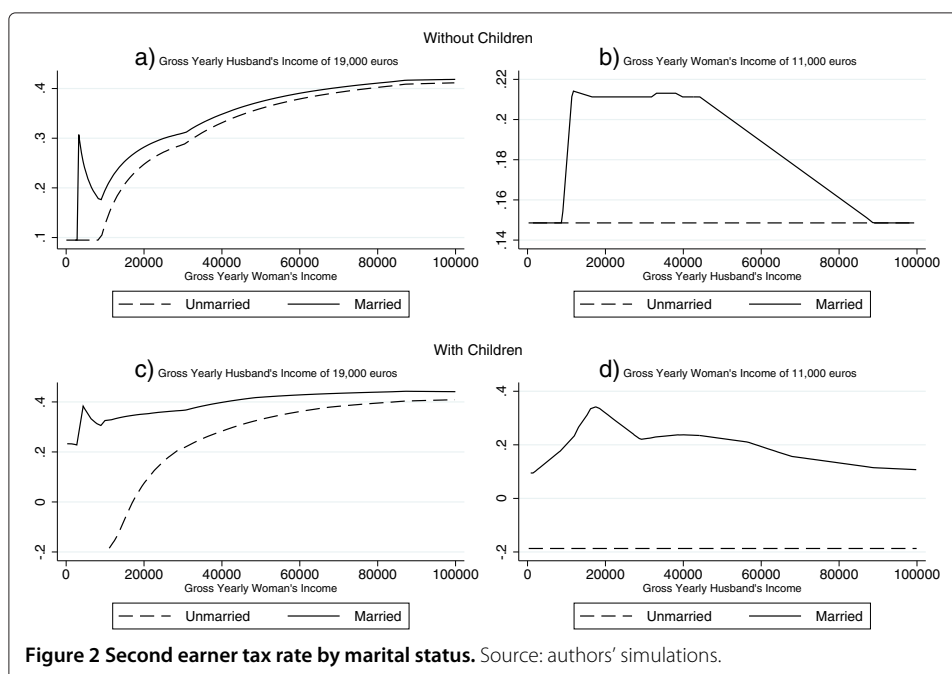 Without Children
a) Gross Yearly Husband's Income of 19,000 euros
.4
.3
.2
.1
0 20000 40000 60000 80000 100000
Gross Yearly Woman's Income
Unmarried Married
b) Gross Yearly Woman's Income of 11,000 euros
.22
.2
.18
.16
.14
0 20000 40000 60000 80000 100000
Gross Yearly Husband's Income
Unmarried Married
With Children
c) Gross Yearly Husband's Income of 19,000 euros
.4
.2
0
-.2
0 20000 40000 60000 80000 100000
Gross Yearly Woman's Income
Unmarried Married
d) Gross Yearly Woman's Income of 11,000 euros
.4
.2
0
-.2
0 20000 40000 60000 80000 100000
Gross Yearly Husband's Income
Unmarried Married
Figure 2 Second earner tax rate by marital status. Source: authors' simulations.